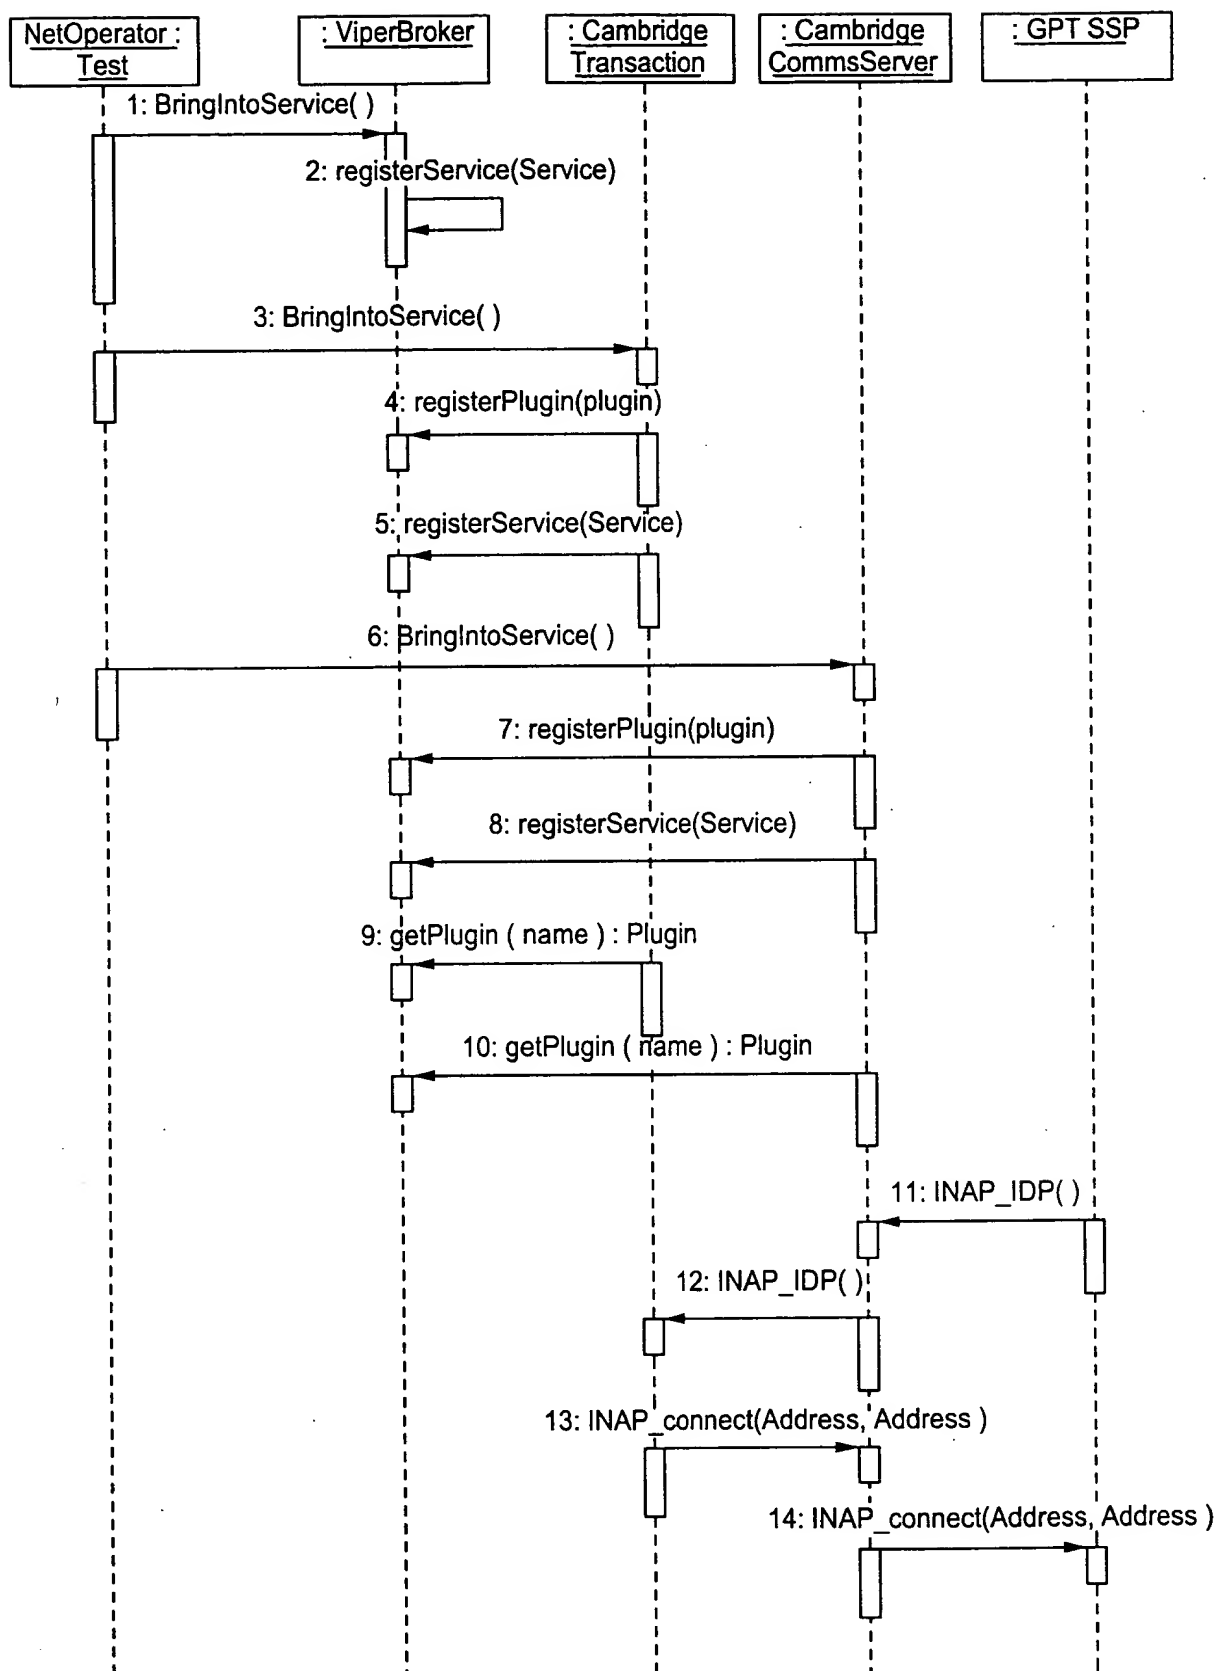 NetOperator :
Test
: ViperBroker
: Cambridge
Transaction
: Cambridge
CommsServer
: GPT SSP
1: BringIntoService( )
2: registerService(Service)
3: BringIntoService( )
4: registerPlugin(plugin)
5: registerService(Service)
6: BringIntoService( )
7: registerPlugin(plugin)
8: registerService(Service)
9: getPlugin ( name ) : Plugin
10: getPlugin ( name ) : Plugin
11: INAP_IDP( )
12: INAP_IDP( )
13: INAP_connect(Address, Address )
14: INAP_connect(Address, Address )